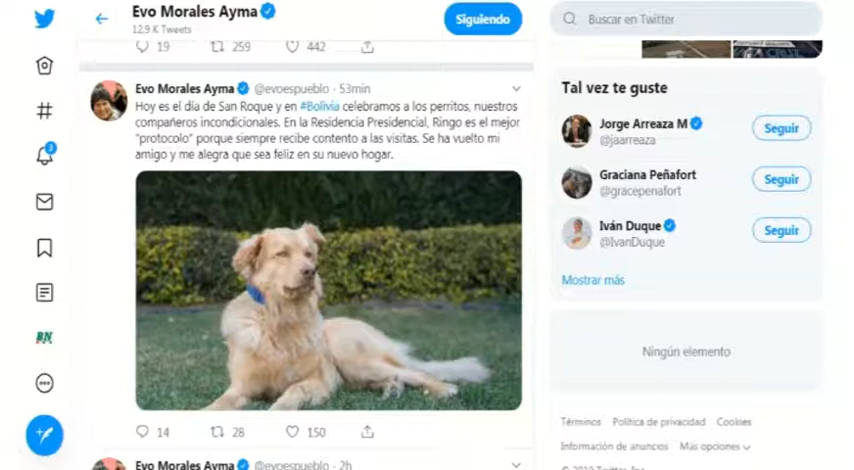 Evo Morales Ayma
12,9 K Tweets
Siguiendo
Buscar en Twitter
19 259 442
Evo Morales Ayma @evoespueblo · 53min
Hoy es el día de San Roque y en #Bolivia celebramos a los perritos, nuestros
compañeros incondicionales. En la Residencia Presidencial, Ringo es el mejor
"protocolo" porque siempre recibe contento a las visitas. Se ha vuelto mi
amigo y me alegra que sea feliz en su nuevo hogar.
14 28 150
Evo Morales Ayma @evoespueblo · 2h
Tal vez te guste
Jorge Arreaza M
@jaarreaza
Seguir
Graciana Peñafort
@gracepenafort
Seguir
Iván Duque
@IvanDuque
Seguir
Mostrar más
Ningún elemento
Términos Política de privacidad Cookies
Información de anuncios Más opciones
© 2019 Twitter, Inc.
BN